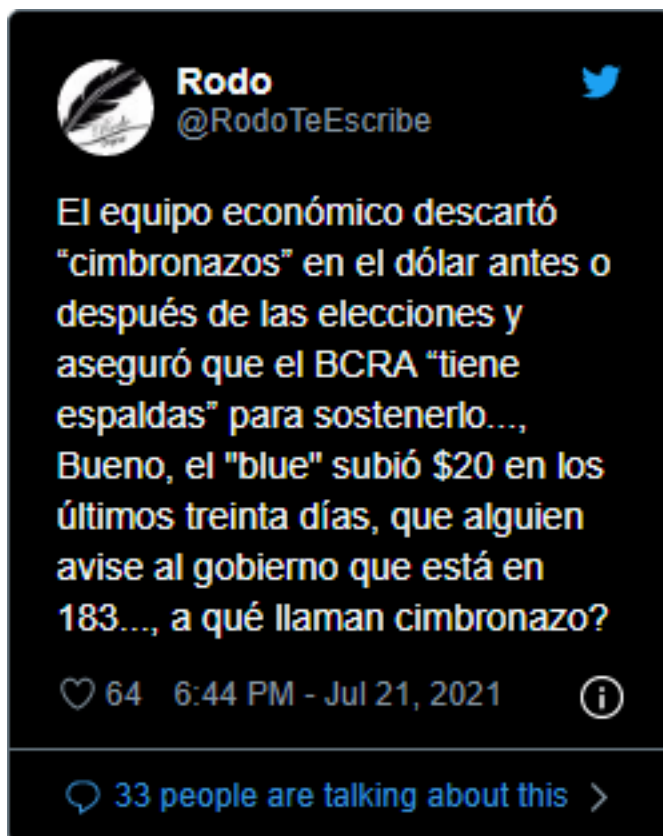 Rodo
@RodoTeEscribe
El equipo económico descartó
“cimbronazos” en el dólar antes o
después de las elecciones y
aseguró que el BCRA “tiene
espaldas” para sostenerlo...,
Bueno, el "blue" subió $20 en los
últimos treinta días, que alguien
avise al gobierno que está en
183..., a qué llaman cimbronazo?
64 6:44 PM - Jul 21, 2021
33 people are talking about this